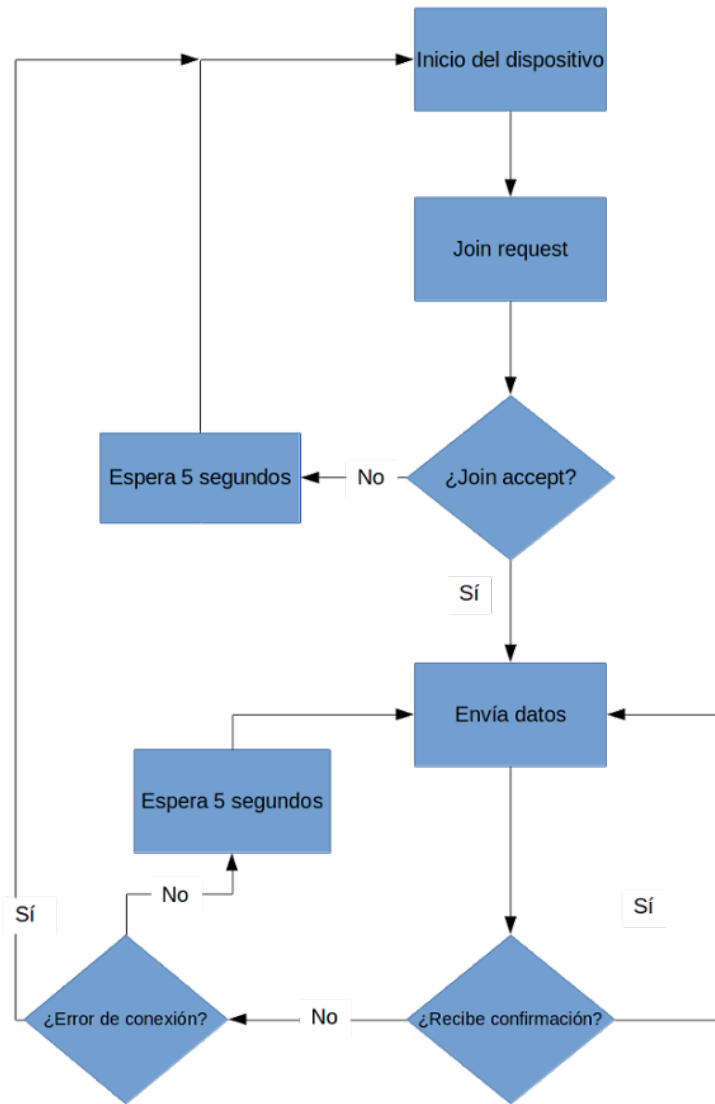 Inicio del dispositivo
Join request
¿Join accept?
No
Espera 5 segundos
Sí
Envía datos
Espera 5 segundos
No
Sí
Sí
¿Error de conexión?
No
¿Recibe confirmación?